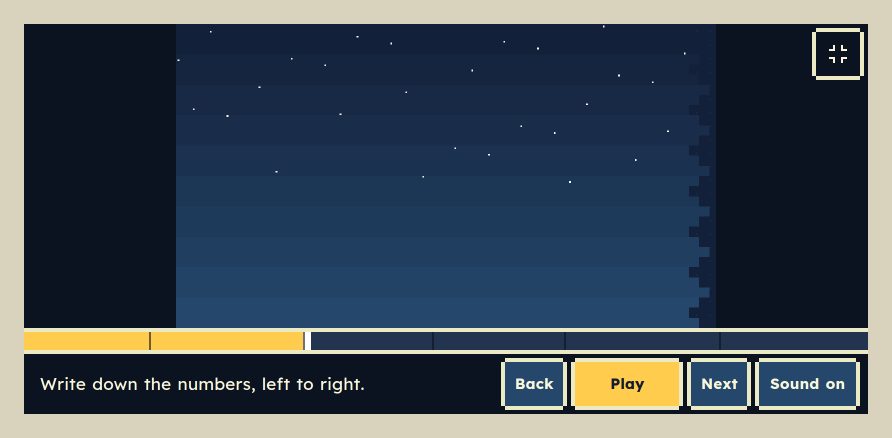 Write down the numbers, left to right.
Back
Play
Next
Sound on